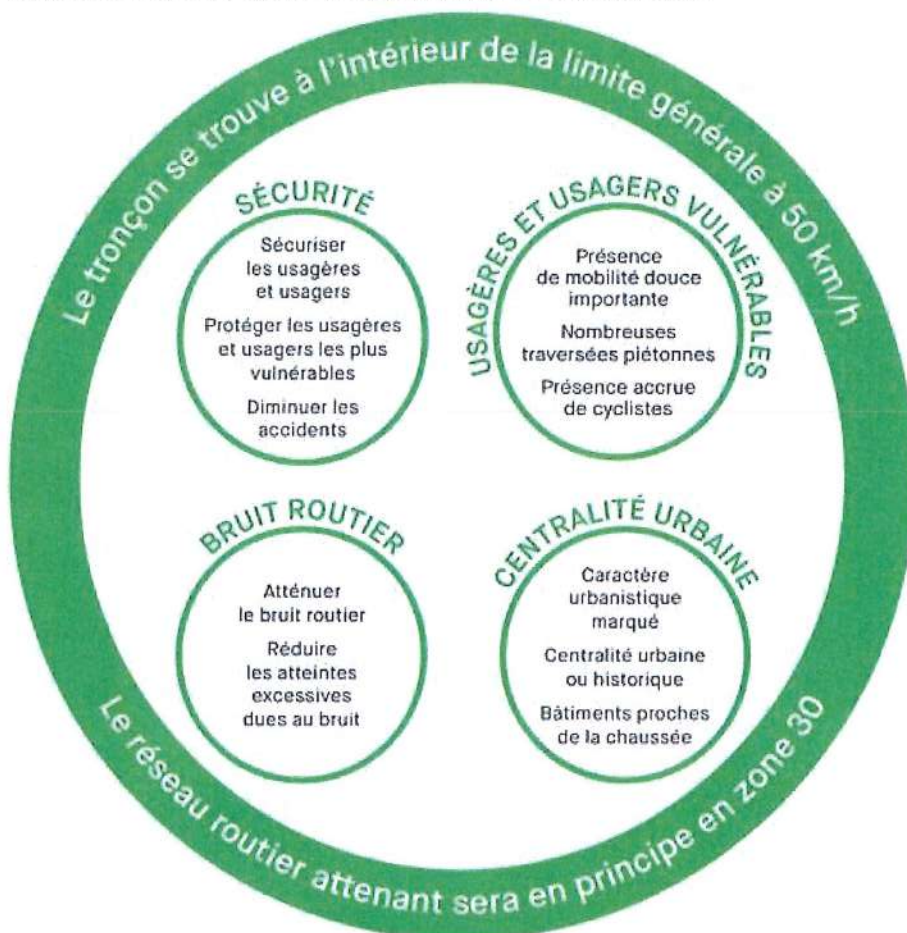 Le tronçon se trouve à l'intérieur de la limite générale à 50 km/h
SÉCURITÉ
Sécuriser
les usagères
et usagers
Protéger les usagères
et usagers les plus
vulnérables
Diminuer les
accidents
USAGÈRES ET USAGERS VULNÉRABLES
Présence
de mobilité douce
importante
Nombreuses
traversées piétonnes
Présence accrue
de cyclistes
BRUIT ROUTIER
Atténuer
le bruit routier
Réduire
les atteintes
excessives
dues au bruit
CENTRALITÉ URBAINE
Caractère
urbanistique
marqué
Centralité urbaine
ou historique
Bâtiments proches
de la chaussée
Le réseau routier attenant sera en principe en zone 30